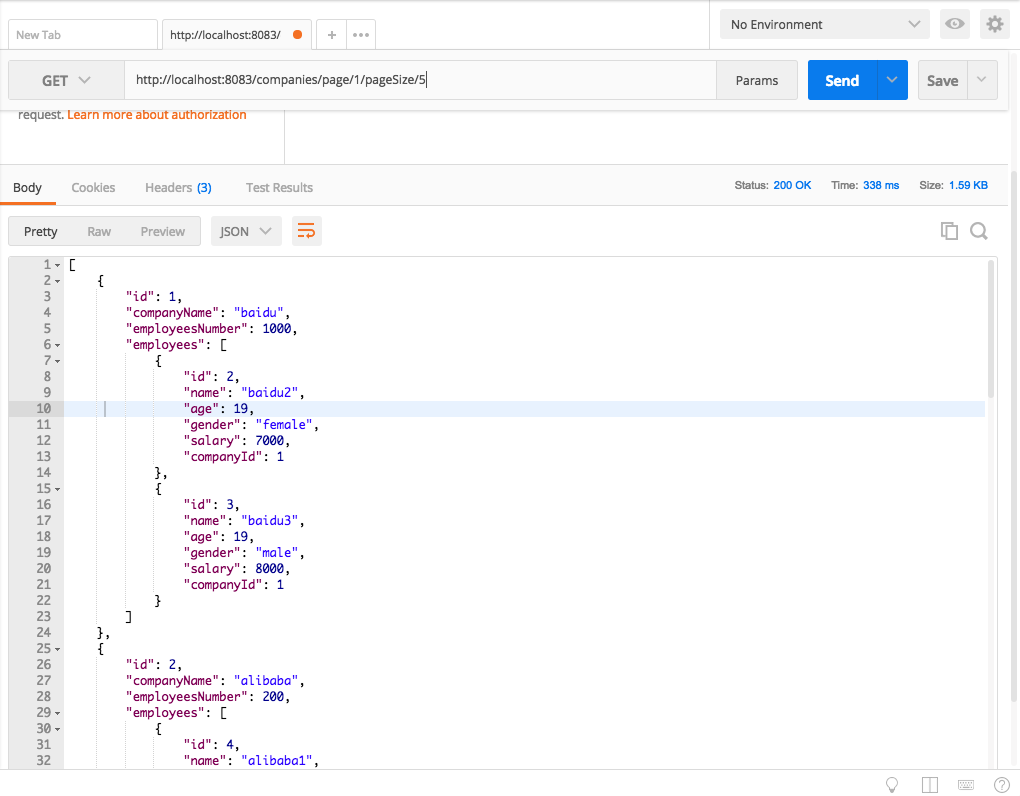 New Tab
http://localhost:8083/
+
•••
No Environment
GET
http://localhost:8083/companies/page/1/pageSize/5
Params
Send
Save
request. Learn more about authorization
Body
Cookies
Headers (3)
Test Results
Status: 200 OK
Time: 338 ms
Size: 1.59 KB
Pretty
Raw
Preview
JSON
1 [
2 {
3 "id": 1,
4 "companyName": "baidu",
5 "employeesNumber": 1000,
6 "employees": [
7 {
8 "id": 2,
9 "name": "baidu2",
10 "age": 19,
11 "gender": "female",
12 "salary": 7000,
13 "companyId": 1
14 },
15 {
16 "id": 3,
17 "name": "baidu3",
18 "age": 19,
19 "gender": "male",
20 "salary": 8000,
21 "companyId": 1
22 }
23 ]
24 },
25 {
26 "id": 2,
27 "companyName": "alibaba",
28 "employeesNumber": 200,
29 "employees": [
30 {
31 "id": 4,
32 "name": "alibaba1",